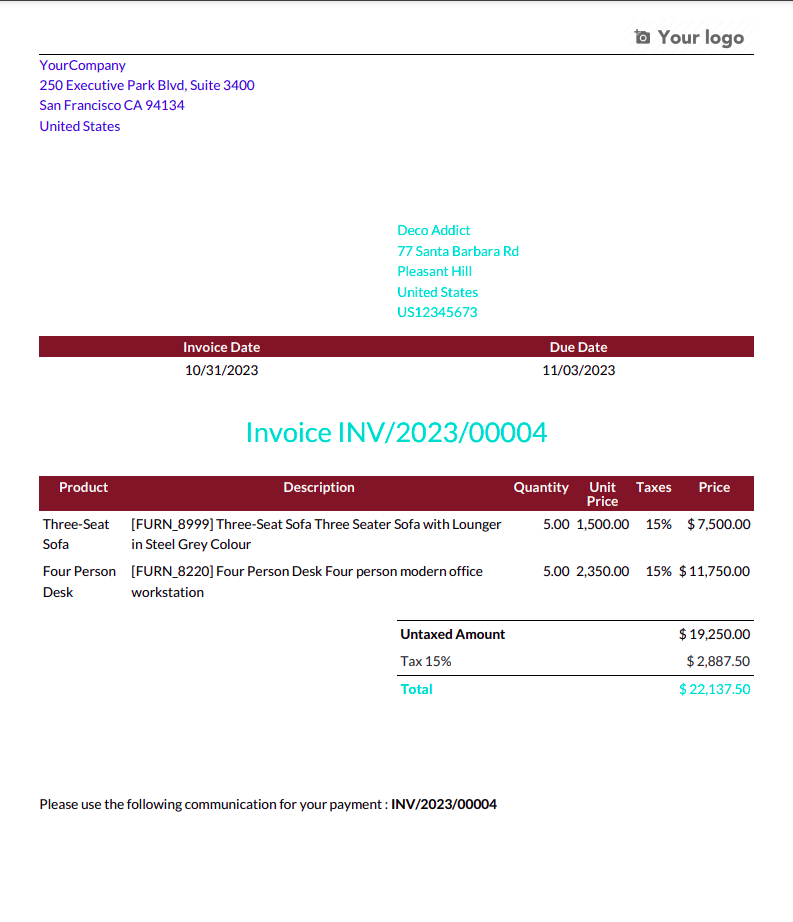 Your logo
YourCompany
250 Executive Park Blvd, Suite 3400
San Francisco CA 94134
United States
Deco Addict
77 Santa Barbara Rd
Pleasant Hill
United States
US12345673
Invoice Date Due Date
10/31/2023 11/03/2023
Invoice INV/2023/00004
Product Description Quantity Unit Taxes Price
Price
Three-Seat [FURN_8999] Three-Seat Sofa Three Seater Sofa with Lounger 5.00 1,500.00 15% $ 7,500.00
Sofa in Steel Grey Colour
Four Person [FURN_8220] Four Person Desk Four person modern office 5.00 2,350.00 15% $ 11,750.00
Desk workstation
Untaxed Amount $ 19,250.00
Tax 15% $ 2,887.50
Total $ 22,137.50
Please use the following communication for your payment : INV/2023/00004